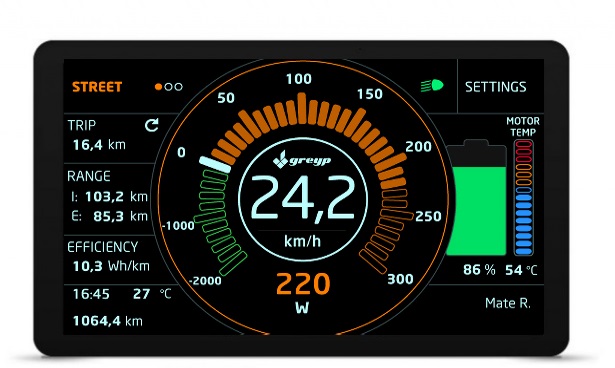 STREET
SETTINGS
TRIP
16,4 km
RANGE
I: 103,2 km
E: 85,3 km
EFFICIENCY
10,3 Wh/km
16:45 27 °C
1064,4 km
-2000
-1000
0
50
100
150
200
250
300
greyp
24,2
km/h
220
W
MOTOR
TEMP
86 % 54 °C
Mate R.